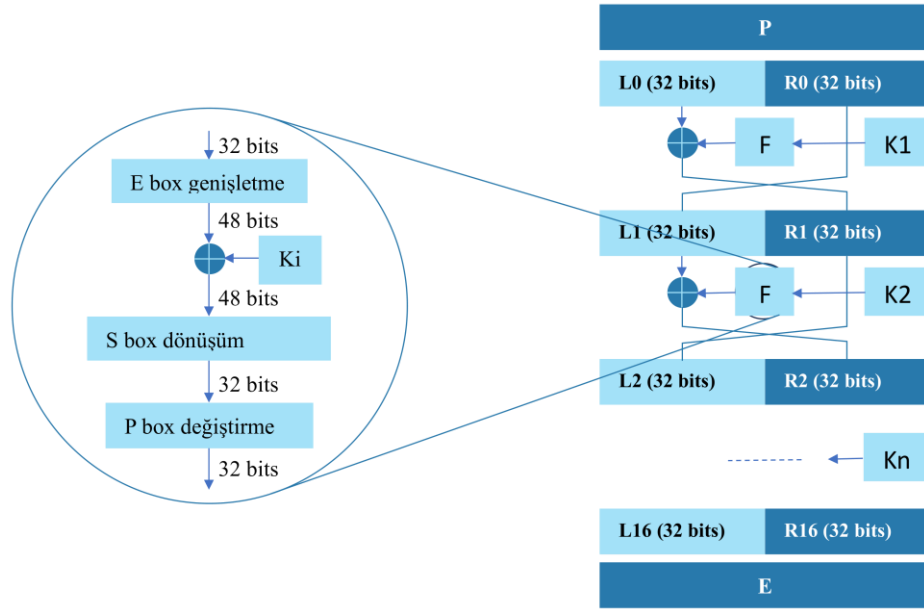 P
L0 (32 bits) R0 (32 bits)
F K1
L1 (32 bits) R1 (32 bits)
F K2
L2 (32 bits) R2 (32 bits)
Kn
L16 (32 bits) R16 (32 bits)
E
32 bits
E box genişletme
48 bits
Ki
48 bits
S box dönüşüm
32 bits
P box değiştirme
32 bits